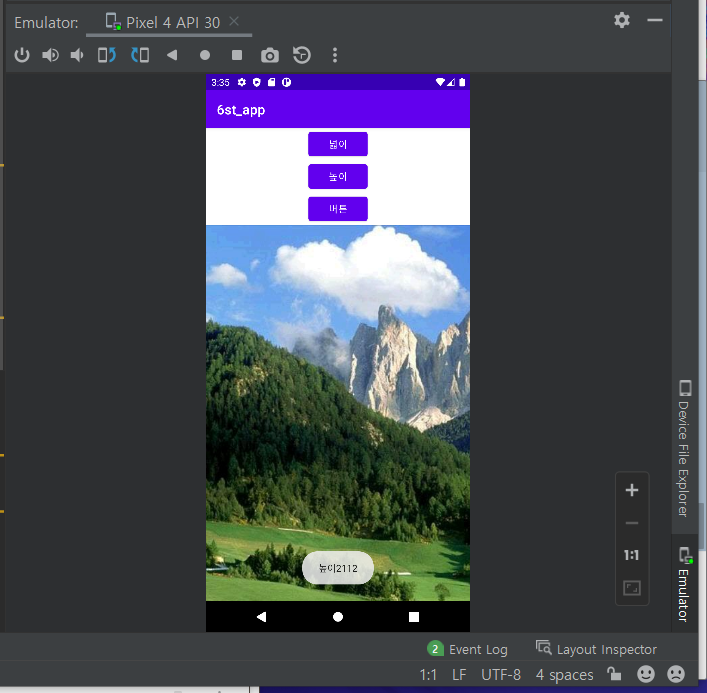 Emulator: Pixel 4 API 30
3:35
6st_app
넓이
높이
버튼
높이2112
1:1
Device File Explorer
Emulator
2 Event Log Layout Inspector
1:1 LF UTF-8 4 spaces